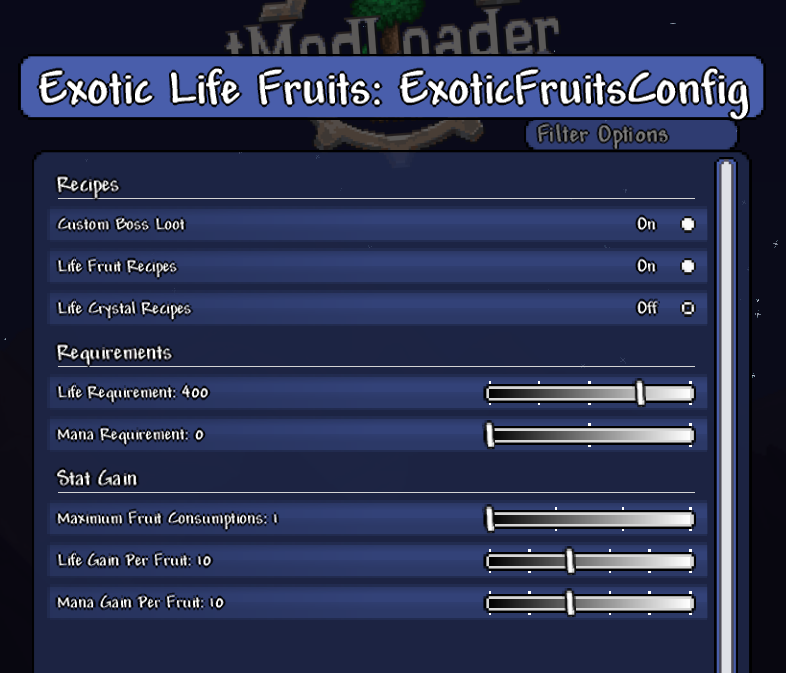 tModLoader
Exotic Life Fruits: ExoticFruitsConfig
Filter Options
Recipes
Custom Boss Loot On
Life Fruit Recipes On
Life Crystal Recipes Off
Requirements
Life Requirement: 400
Mana Requirement: 0
Stat Gain
Maximum Fruit Consumptions: 1
Life Gain Per Fruit: 10
Mana Gain Per Fruit: 10